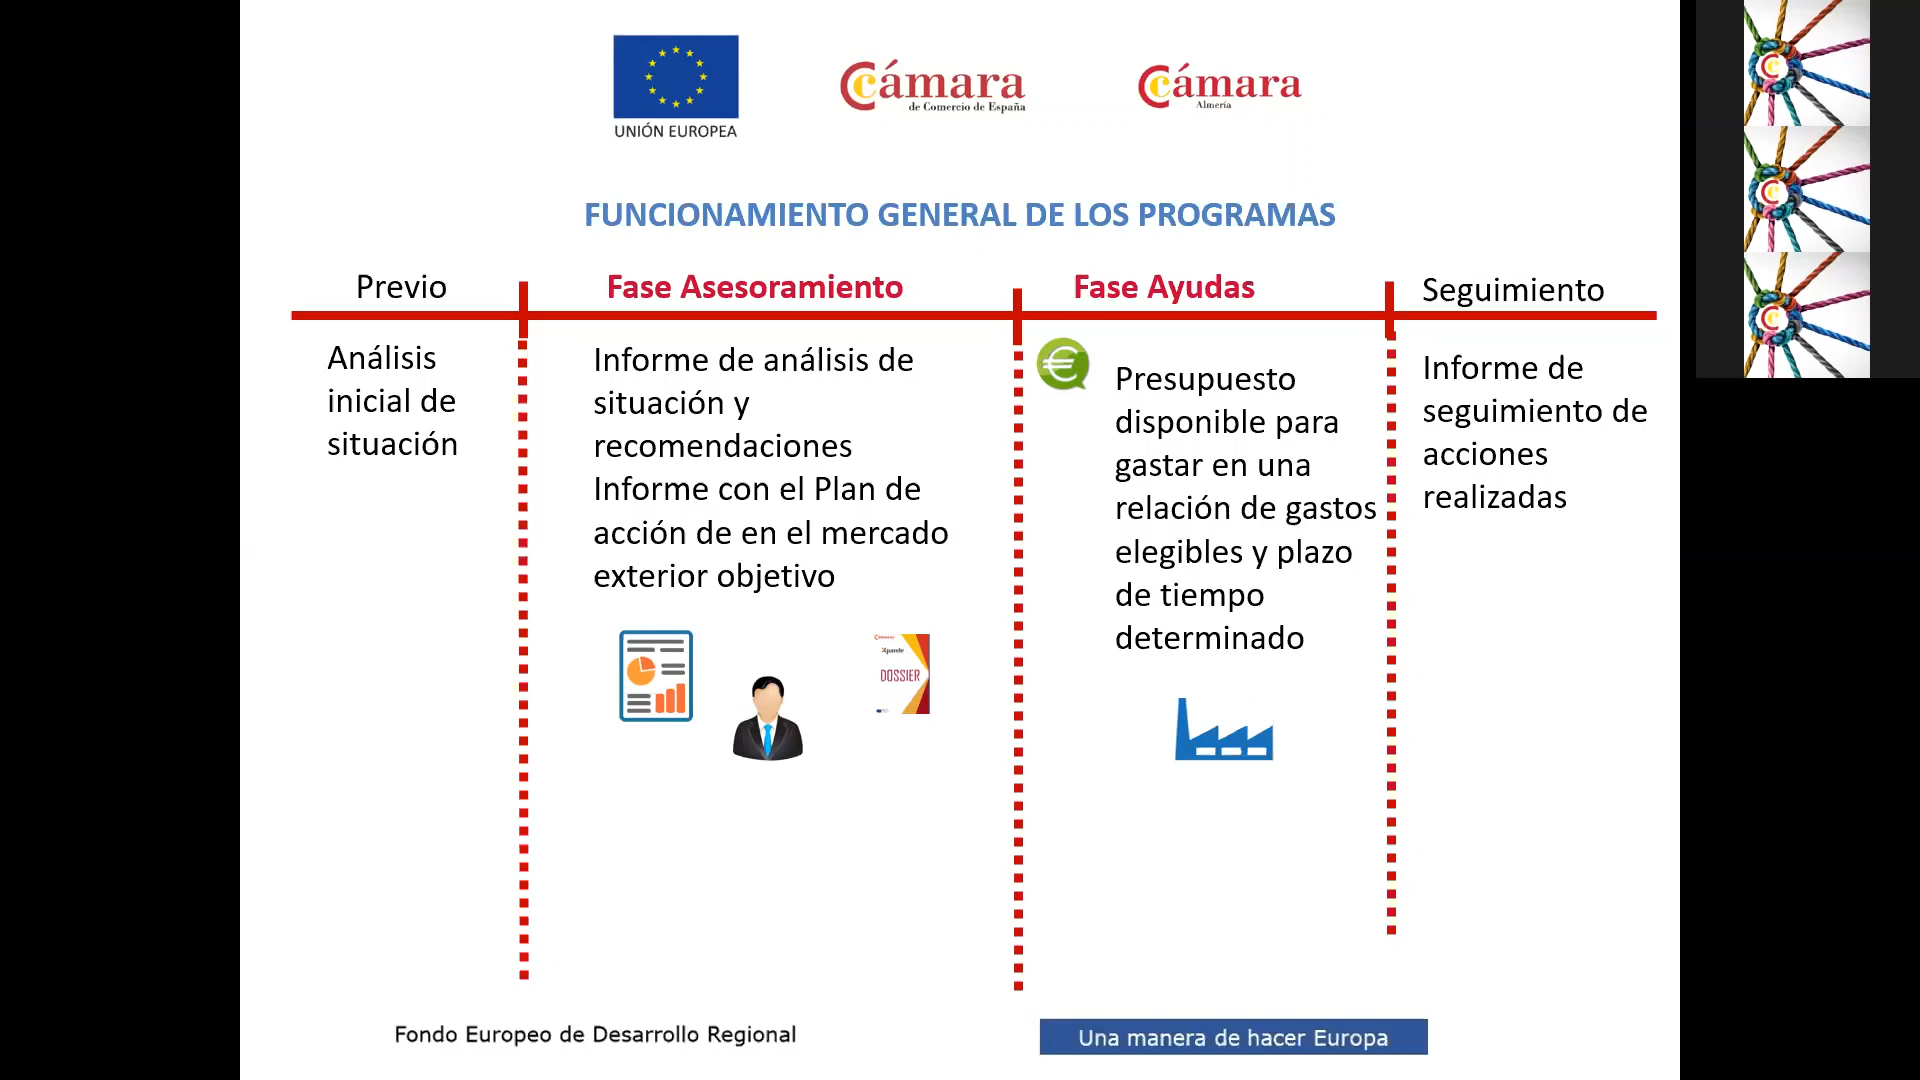 UNIÓN EUROPEA
Cámara
de Comercio de España
Cámara
Almería
FUNCIONAMIENTO GENERAL DE LOS PROGRAMAS
Previo
Análisis
inicial de
situación
Fase Asesoramiento
Informe de análisis de
situación y
recomendaciones
Informe con el Plan de
acción de en el mercado
exterior objetivo
Xpande
DOSSIER
Fase Ayudas
€
Presupuesto
disponible para
gastar en una
relación de gastos
elegibles y plazo
de tiempo
determinado
Seguimiento
Informe de
seguimiento de
acciones
realizadas
Fondo Europeo de Desarrollo Regional
Una manera de hacer Europa